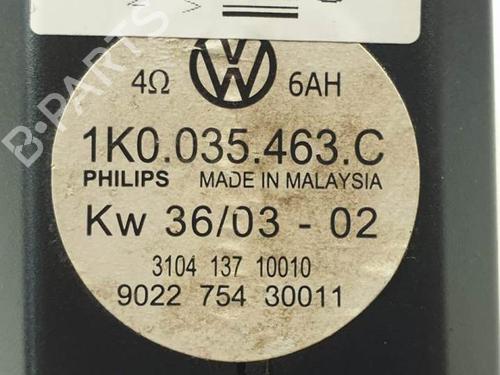 4Ω 6AH
1K0.035.463.C
PHILIPS MADE IN MALAYSIA
Kw 36/03 - 02
3104 137 10010
9022 754 30011
B-PARTS